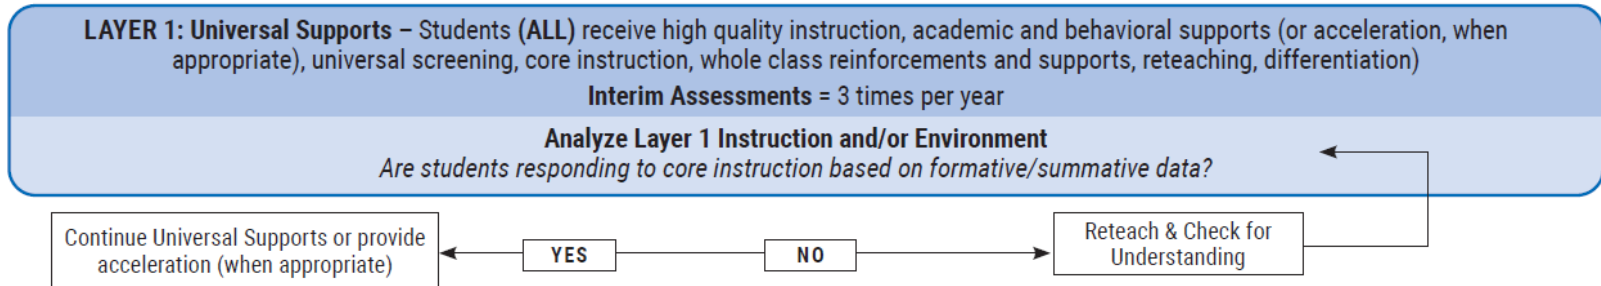 LAYER 1: Universal Supports – Students (ALL) receive high quality instruction, academic and behavioral supports (or acceleration, when
appropriate), universal screening, core instruction, whole class reinforcements and supports, reteaching, differentiation)
Interim Assessments = 3 times per year
Analyze Layer 1 Instruction and/or Environment
Are students responding to core instruction based on formative/summative data?
Continue Universal Supports or provide
acceleration (when appropriate)
YES
NO
Reteach & Check for
Understanding